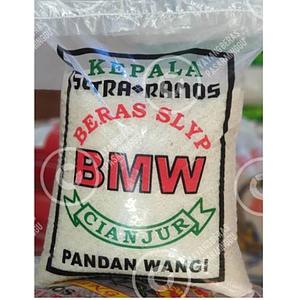 KEPALA
SETRA◆RAMOS
BERAS SLYP
BMW
CIANJUR
PANDAN WANGI